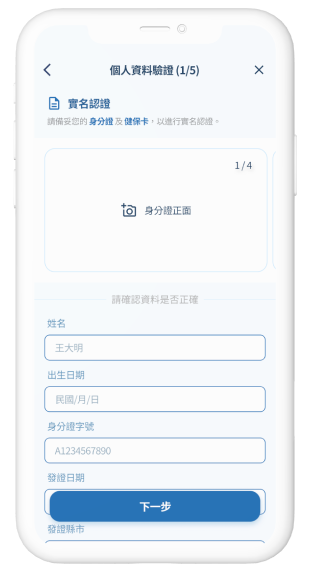 個人資料驗證 (1/5)
實名認證
請備妥您的 身分證 及 健保卡，以進行實名認證。
1 / 4
身分證正面
請確認資料是否正確
姓名
王大明
出生日期
民國/月/日
身分證字號
A1234567890
發證日期
下一步
發證縣市